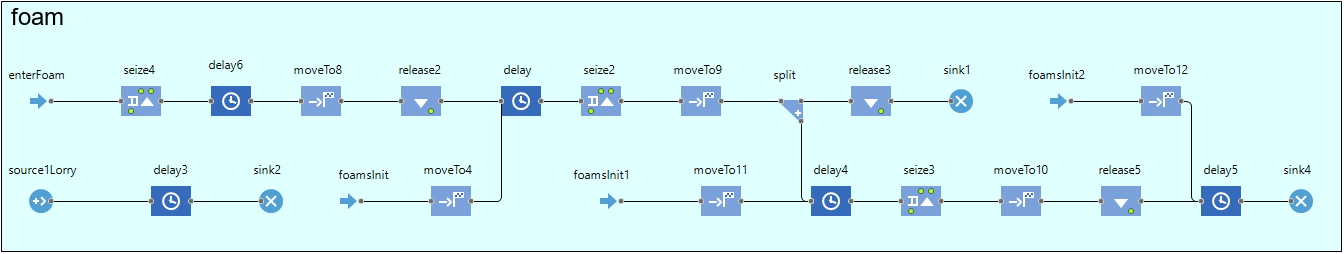 foam
enterFoam seize4 delay6 moveTo8 release2 delay seize2 moveTo9 split release3 sink1 foamsInit2 moveTo12
source1Lorry delay3 sink2 foamsInit moveTo4 foamsInit1 moveTo11 delay4 seize3 moveTo10 release5 delay5 sink4